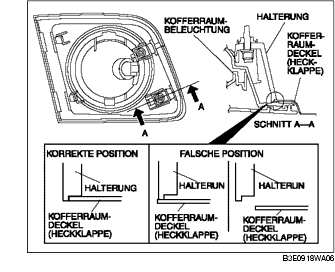 KOFFERRAUM-
BELEUCHTUNG
HALTERUNG
KOFFER-
RAUM-
DECKEL
(HECK-
KLAPPE)
A
A
SCHNITT A—A
KORREKTE POSITION
FALSCHE POSITION
HALTERUNG
KOFFERRAUM-
DECKEL
(HECKKLAPPE)
HALTERUN
KOFFERRAUM-
DECKEL
(HECKKLAPPE)
HALTERUN
KOFFERRAUM-
DECKEL
(HECKKLAPPE)
B3E0918WA06